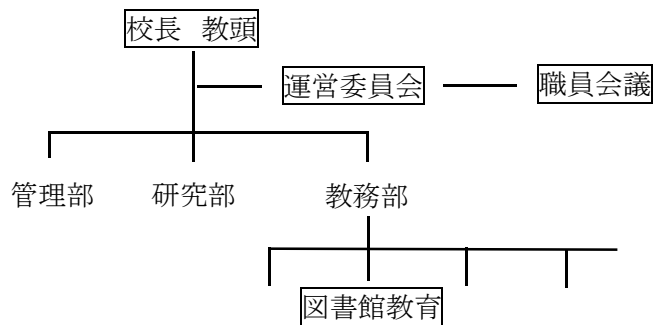 校長 教頭
運営委員会 職員会議
管理部 研究部 教務部
図書館教育